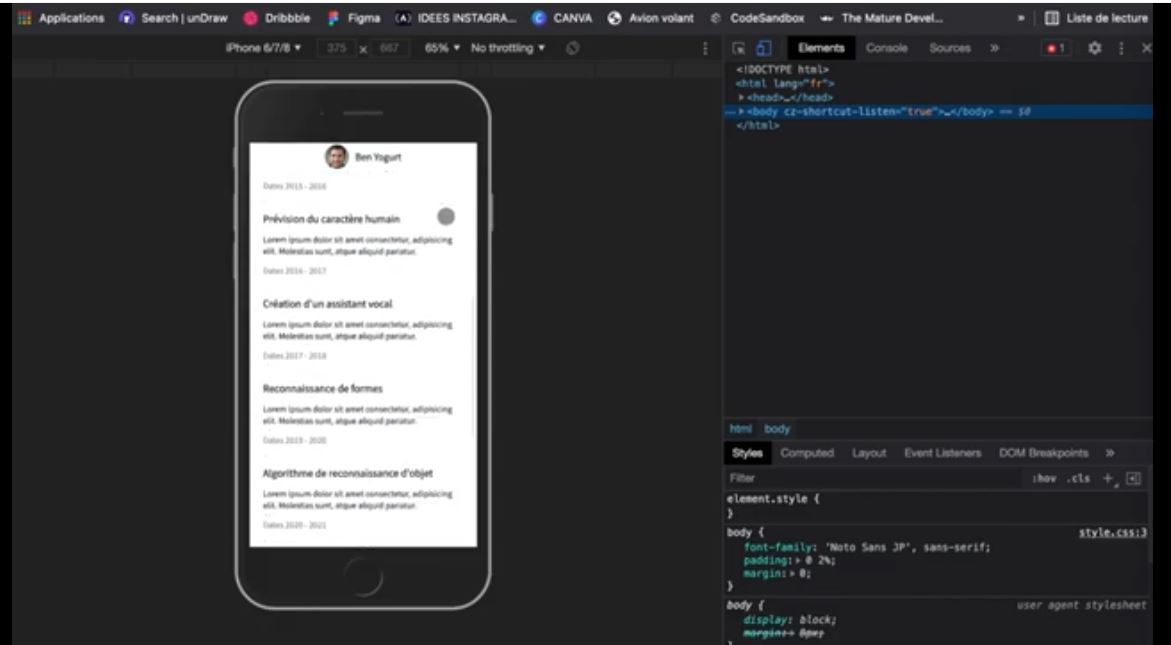 Applications Search | unDraw Dribbble Figma (A) IDEES INSTAGRA... CANVA Avion volant CodeSandbox The Mature Devel... » Liste de lecture
iPhone 6/7/8 ▾ 375 x 667 65% ▾ No throttling ▾
Elements Console Sources » 1
<!DOCTYPE html>
<html lang="fr">
▸ <head>…</head>
… ▸ <body cz-shortcut-listen="true">…</body> == $0
</html>
Ben Yogurt
Dates 2015 - 2016
Prévision du caractère humain
Lorem ipsum dolor sit amet consectetur, adipisicing
elit. Molestias sunt, atque aliquid pariatur.
Dates 2016 - 2017
Création d'un assistant vocal
Lorem ipsum dolor sit amet consectetur, adipisicing
elit. Molestias sunt, atque aliquid pariatur.
Dates 2017 - 2018
Reconnaissance de formes
Lorem ipsum dolor sit amet consectetur, adipisicing
elit. Molestias sunt, atque aliquid pariatur.
Dates 2019 - 2020
Algorithme de reconnaissance d'objet
Lorem ipsum dolor sit amet consectetur, adipisicing
elit. Molestias sunt, atque aliquid pariatur.
Dates 2020 - 2021
html body
Styles Computed Layout Event Listeners DOM Breakpoints »
Filter :hov .cls +
element.style {
}
body { style.css:3
font-family: 'Noto Sans JP', sans-serif;
padding: ▸ 0 2%;
margin: ▸ 0;
}
body { user agent stylesheet
display: block;
margin: ▸ 8px;
}